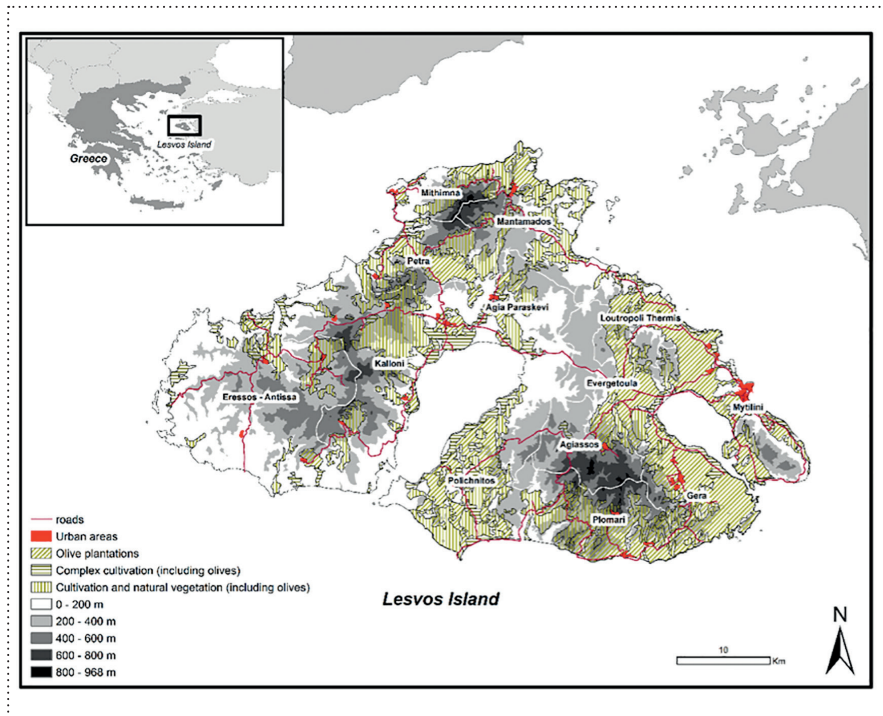 Greece
Lesvos Island
Mithimna
Mantamados
Petra
Agia Paraskevi
Loutropoli Thermis
Kalloni
Evergetoula
Eressos - Antissa
Mytilini
Agiassos
Polichnitos
Gera
Plomari
roads
Urban areas
Olive plantations
Complex cultivation (including olives)
Cultivation and natural vegetation (including olives)
0 - 200 m
200 - 400 m
400 - 600 m
600 - 800 m
800 - 968 m
Lesvos Island
N
10
Km